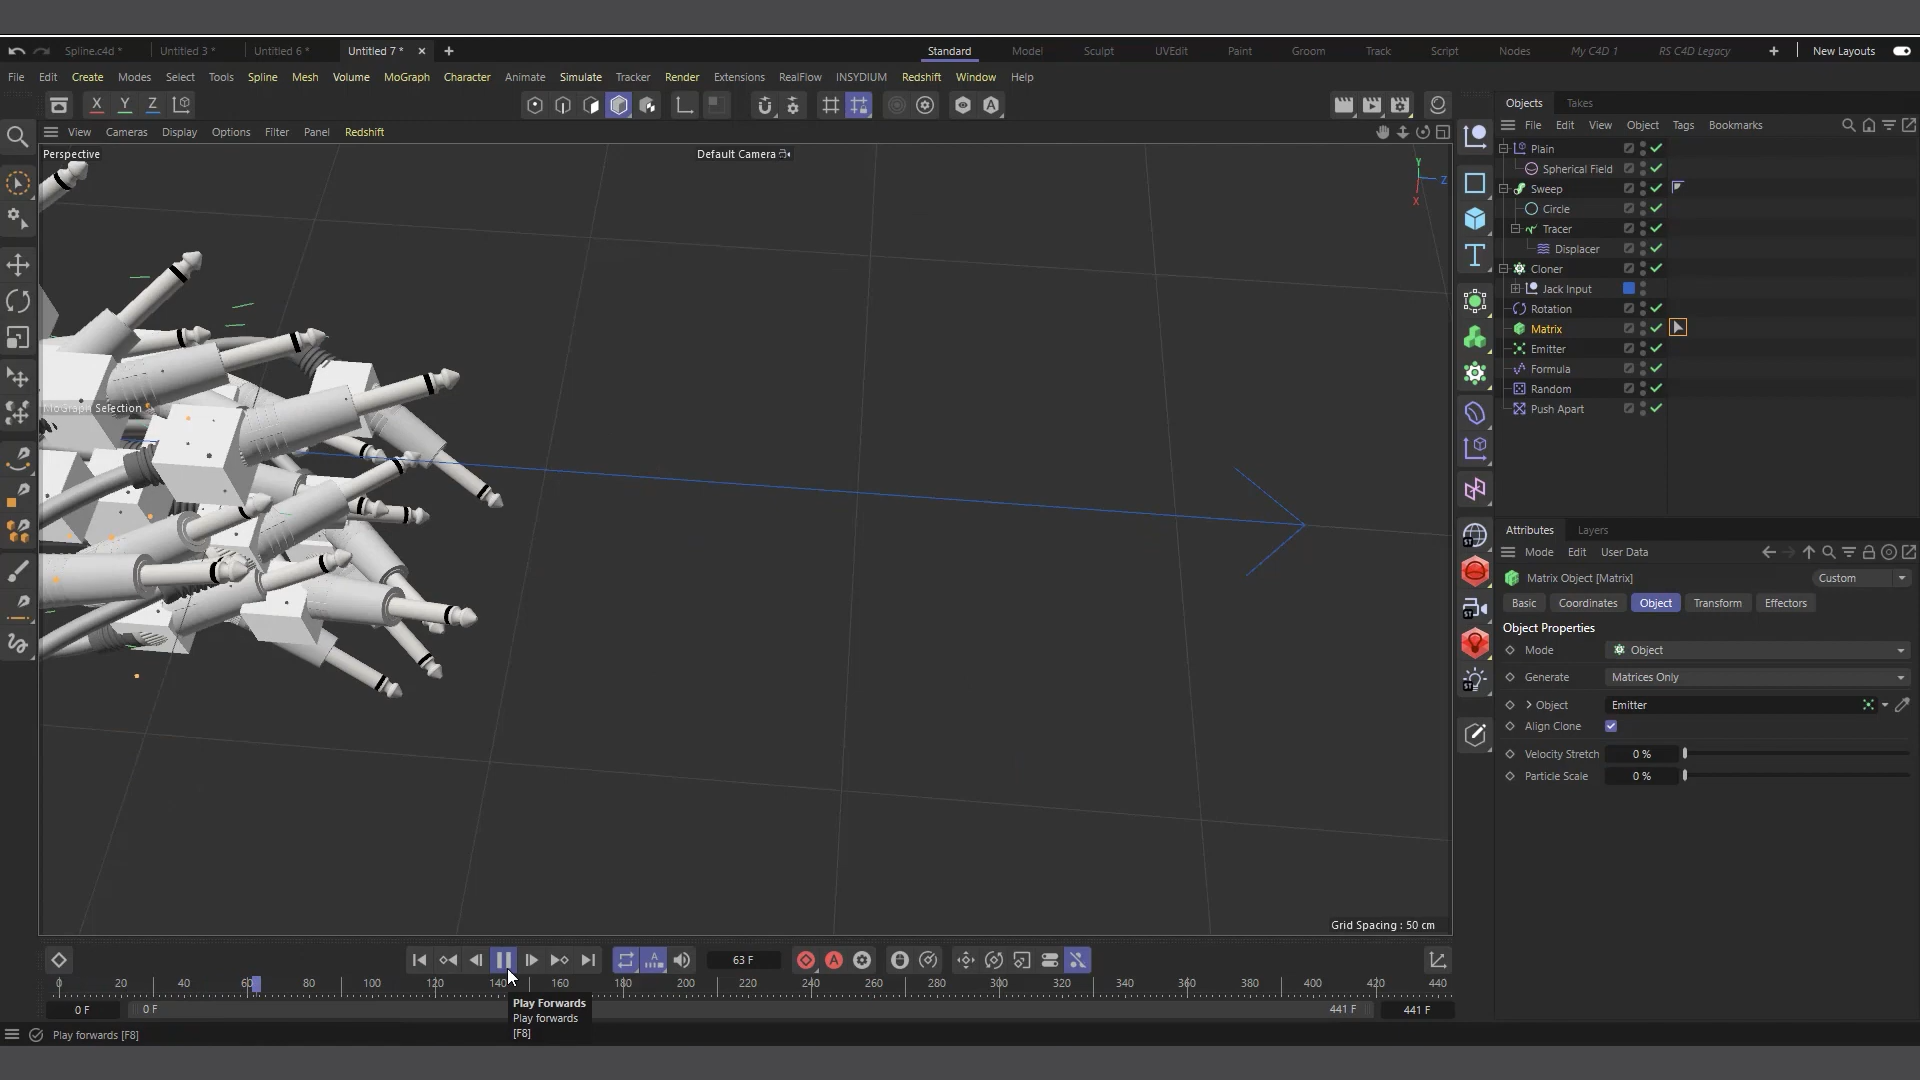 Spline.c4d *
Untitled 3 *
Untitled 6 *
Untitled 7 *
Standard
Model
Sculpt
UVEdit
Paint
Groom
Track
Script
Nodes
My C4D 1
RS C4D Legacy
New Layouts
File Edit Create Modes Select Tools Spline Mesh Volume MoGraph Character Animate Simulate Tracker Render Extensions RealFlow INSYDIUM Redshift Window Help
X Y Z
View Cameras Display Options Filter Panel Redshift
Perspective
Default Camera
Y
Z
X
MoGraph Selection
Grid Spacing : 50 cm
Objects Takes
File Edit View Object Tags Bookmarks
Plain
Spherical Field
Sweep
Circle
Tracer
Displacer
Cloner
Jack Input
Rotation
Matrix
Emitter
Formula
Random
Push Apart
Attributes Layers
Mode Edit User Data
Matrix Object [Matrix]
Custom
Basic Coordinates Object Transform Effectors
Object Properties
Mode Object
Generate Matrices Only
Object Emitter
Align Clone
Velocity Stretch 0 %
Particle Scale 0 %
63 F
0 20 40 60 80 100 120 140 160 180 200 220 240 260 280 300 320 340 360 380 400 420 440
0 F
0 F
441 F
441 F
Play Forwards
Play forwards
[F8]
Play forwards [F8]